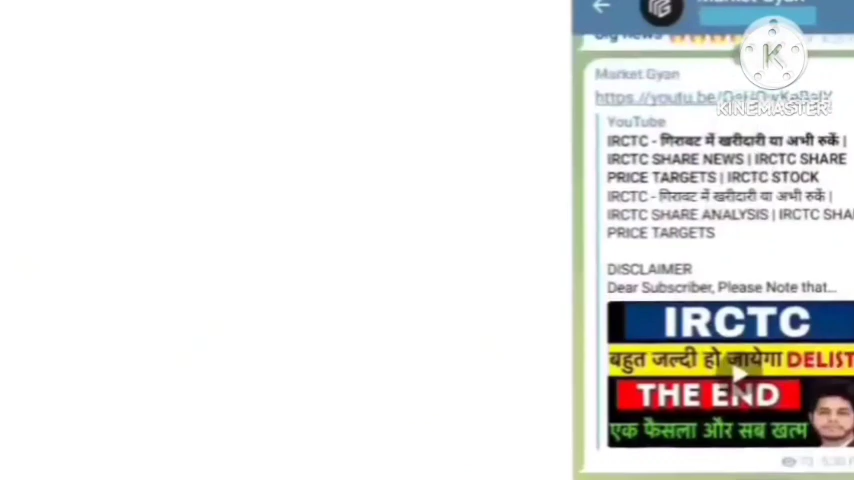 Market Gyan
KINEMASTER
Market Gyan
YouTube
IRCTC - गिरावट में खरीदारी या अभी रुकें |
IRCTC SHARE NEWS | IRCTC SHARE
PRICE TARGETS | IRCTC STOCK
IRCTC - गिरावट में खरीदारी या अभी रुकें |
IRCTC SHARE ANALYSIS | IRCTC SHA
PRICE TARGETS
DISCLAIMER
Dear Subscriber, Please Note that...
IRCTC
बहुत जल्दी हो जायेगा DELIST
THE END
एक फैसला और सब खत्म